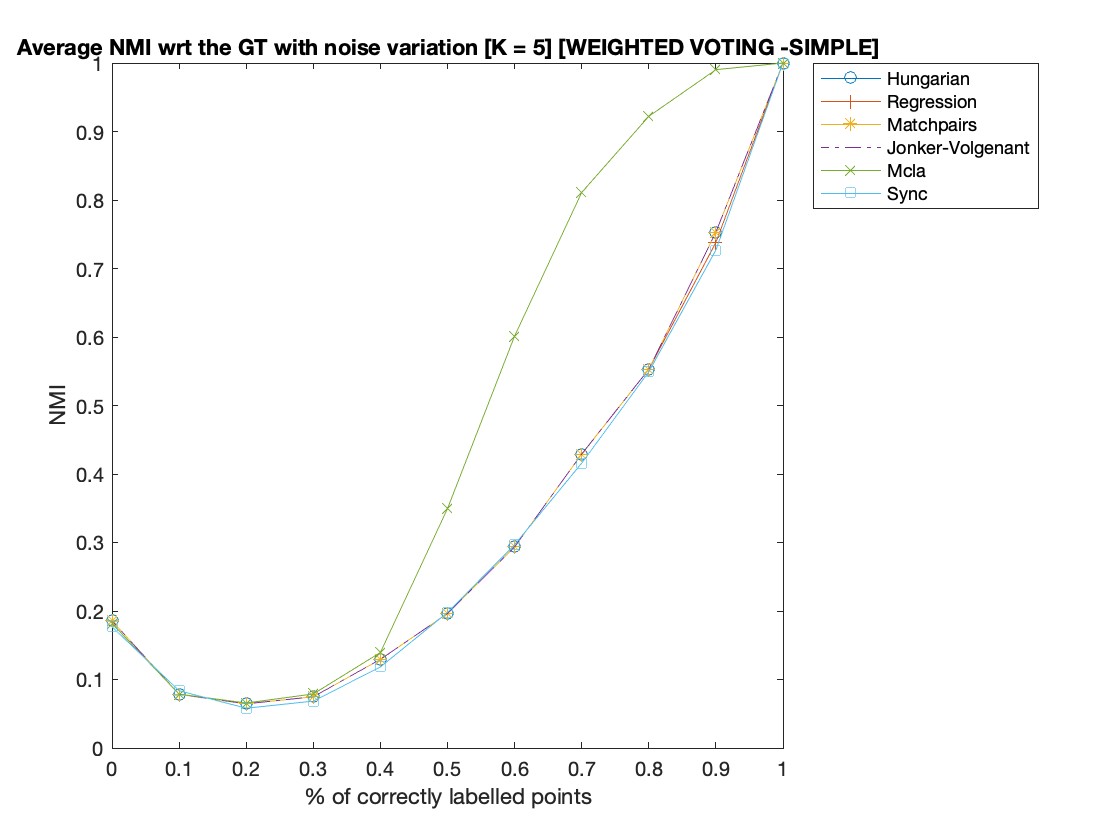 Average NMI wrt the GT with noise variation [K = 5] [WEIGHTED VOTING -SIMPLE]
1
0.9
0.8
0.7
0.6
0.5
0.4
0.3
0.2
0.1
0
NMI
0 0.1 0.2 0.3 0.4 0.5 0.6 0.7 0.8 0.9 1
% of correctly labelled points
Hungarian
Regression
Matchpairs
Jonker-Volgenant
Mcla
Sync